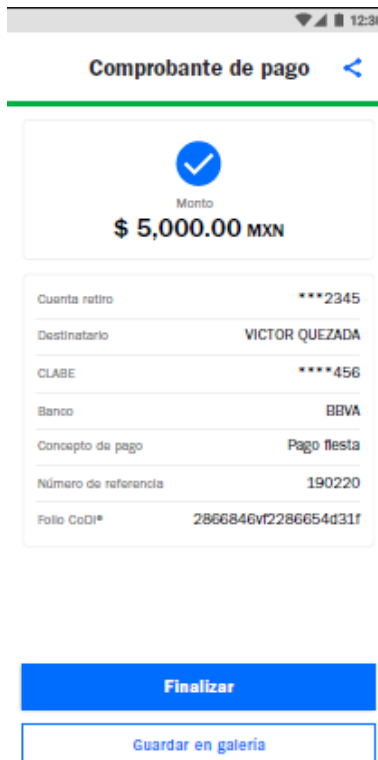 12:38
Comprobante de pago
Monto
$ 5,000.00 MXN
Cuenta retiro ***2345
Destinatario VICTOR QUEZADA
CLABE ****456
Banco BBVA
Concepto de pago Pago fiesta
Número de referencia 190220
Folio CoDi® 2866846vf2286654d31f
Finalizar
Guardar en galería